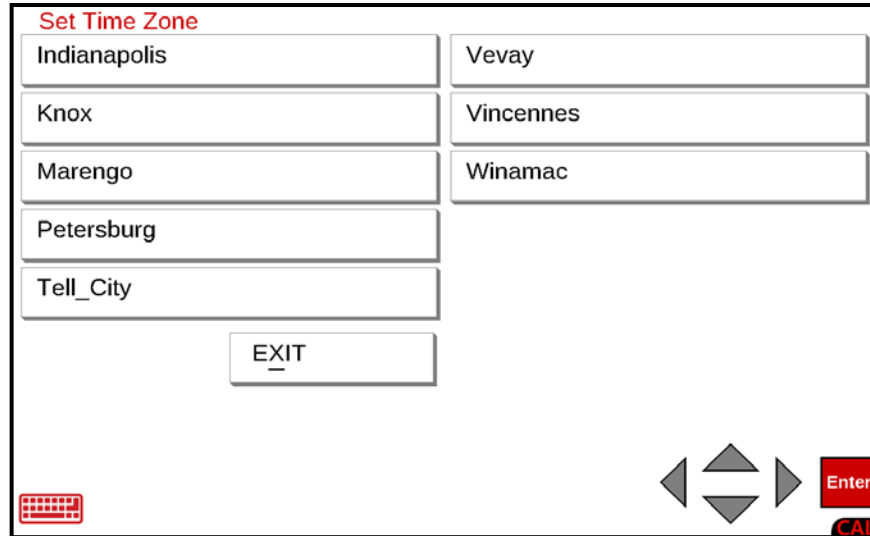 Set Time Zone
Indianapolis
Knox
Marengo
Petersburg
Tell_City
Vevay
Vincennes
Winamac
EXIT
Enter